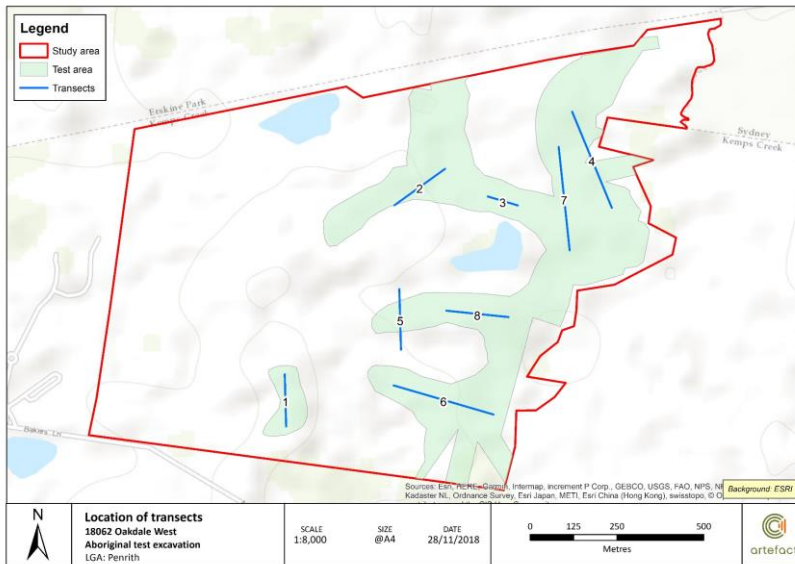 Legend
Study area
Test area
Transects
Erskine Park
Kemps Creek
Sydney
Kemps Creek
4
2
3
7
5
8
1
6
Bakers Ln
Sources: Esri, HERE, Garmin, Intermap, increment P Corp., GEBCO, USGS, FAO, NPS,
Kadaster NL, Ordnance Survey, Esri Japan, METI, Esri China (Hong Kong), swisstopo, ©
Background: ESRI
N
Location of transects
18062 Oakdale West
Aboriginal test excavation
LGA: Penrith
SCALE
1:8,000
SIZE
@A4
DATE
28/11/2018
0 125 250 500
Metres
artefact